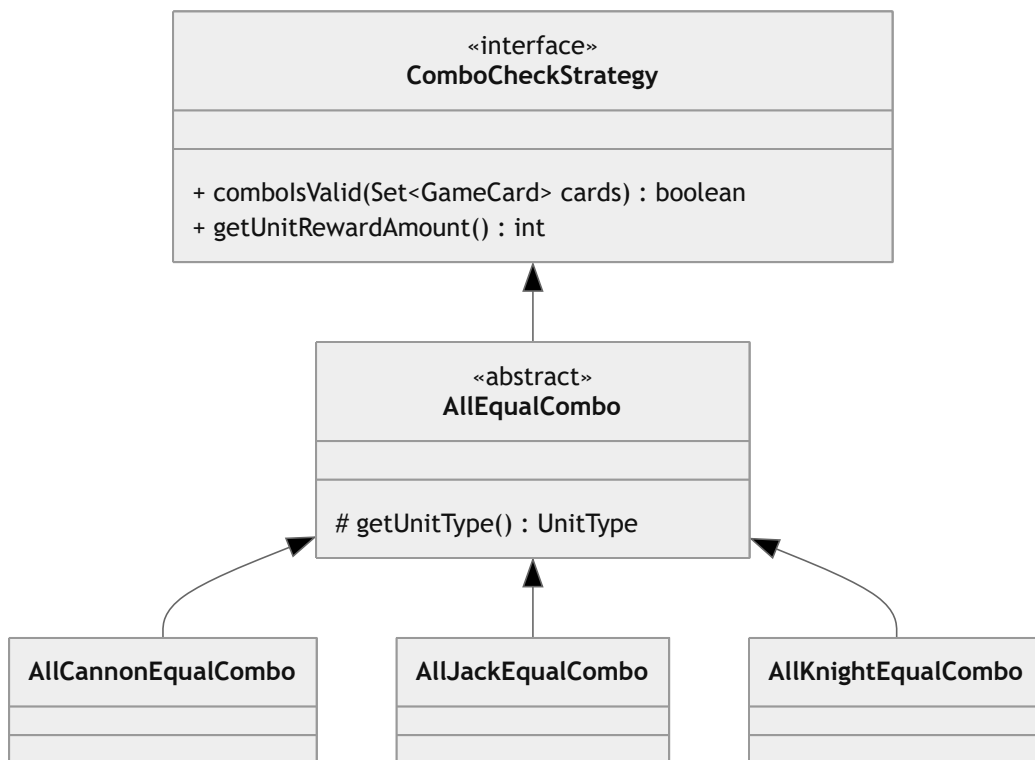 «interface»
ComboCheckStrategy
+ comboIsValid(Set<GameCard> cards) : boolean
+ getUnitRewardAmount() : int
«abstract»
AllEqualCombo
# getUnitType() : UnitType
AllCannonEqualCombo
AllJackEqualCombo
AllKnightEqualCombo